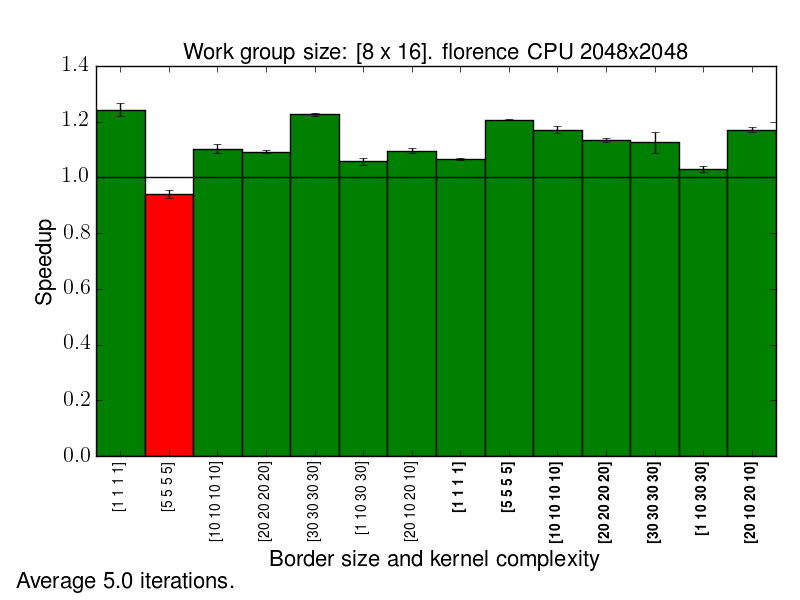 Work group size: [8 x 16]. florence CPU 2048x2048
1.4
1.2
1.0
0.8
0.6
0.4
0.2
0.0
Speedup
[1 1 1 1]
[5 5 5 5]
[10 10 10 10]
[20 20 20 20]
[30 30 30 30]
[1 10 30 30]
[20 10 20 10]
[1 1 1 1]
[5 5 5 5]
[10 10 10 10]
[20 20 20 20]
[30 30 30 30]
[1 10 30 30]
[20 10 20 10]
Border size and kernel complexity
Average 5.0 iterations.